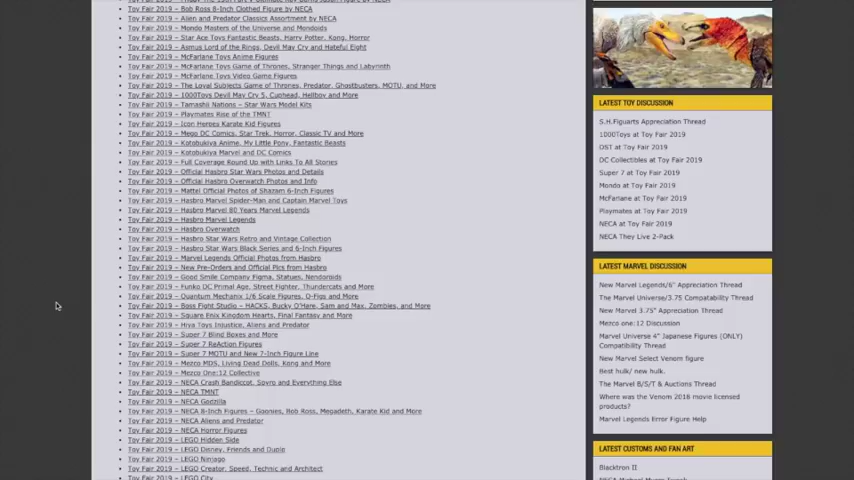 Toy Fair 2019 – Bob Ross 8-Inch Clothed Figure by NECA
Toy Fair 2019 – Alien and Predator Classics Assortment by NECA
Toy Fair 2019 – Mondo Masters of the Universe and Mondoids
Toy Fair 2019 – Star Ace Toys Fantastic Beasts, Harry Potter, Kong, Horror
Toy Fair 2019 – Asmus Lord of the Rings, Devil May Cry and Hateful Eight
Toy Fair 2019 – McFarlane Toys Anime Figures
Toy Fair 2019 – McFarlane Toys Game of Thrones, Stranger Things and Labyrinth
Toy Fair 2019 – McFarlane Toys Video Game Figures
Toy Fair 2019 – The Loyal Subjects Game of Thrones, Predator, Ghostbusters, MOTU, and More
Toy Fair 2019 – 1000Toys Devil May Cry 5, Cuphead, Hellboy and More
Toy Fair 2019 – Tamashii Nations – Star Wars Model Kits
Toy Fair 2019 – Playmates Rise of the TMNT
Toy Fair 2019 – Icon Heroes Karate Kid Figures
Toy Fair 2019 – Mego DC Comics, Star Trek, Horror, Classic TV and More
Toy Fair 2019 – Kotobukiya Anime, My Little Pony, Fantastic Beasts
Toy Fair 2019 – Kotobukiya Marvel and DC Comics
Toy Fair 2019 – Full Coverage Round Up with Links To All Stories
Toy Fair 2019 – Official Hasbro Star Wars Photos and Details
Toy Fair 2019 – Official Hasbro Overwatch Photos and Info
Toy Fair 2019 – Mattel Official Photos of Shazam 6-Inch Figures
Toy Fair 2019 – Hasbro Marvel Spider-Man and Captain Marvel Toys
Toy Fair 2019 – Hasbro Marvel 80 Years Marvel Legends
Toy Fair 2019 – Hasbro Marvel Legends
Toy Fair 2019 – Hasbro Overwatch
Toy Fair 2019 – Hasbro Star Wars Retro and Vintage Collection
Toy Fair 2019 – Hasbro Star Wars Black Series and 6-Inch Figures
Toy Fair 2019 – Marvel Legends Official Photos from Hasbro
Toy Fair 2019 – New Pre-Orders and Official Pics from Hasbro
Toy Fair 2019 – Good Smile Company Figma, Statues, Nendoroids
Toy Fair 2019 – Funko DC Primal Age, Street Fighter, Thundercats and More
Toy Fair 2019 – Quantum Mechanix 1/6 Scale Figures, Q-Figs and More
Toy Fair 2019 – Boss Fight Studio – HACKS, Bucky O'Hare, Sam and Max, Zombies, and More
Toy Fair 2019 – Square Enix Kingdom Hearts, Final Fantasy and More
Toy Fair 2019 – Hiya Toys Injustice, Aliens and Predator
Toy Fair 2019 – Super 7 Blind Boxes and More
Toy Fair 2019 – Super 7 ReAction Figures
Toy Fair 2019 – Super 7 MOTU and New 7-Inch Figure Line
Toy Fair 2019 – Mezco MDS, Living Dead Dolls, Kong and More
Toy Fair 2019 – Mezco One:12 Collective
Toy Fair 2019 – NECA Crash Bandicoot, Spyro and Everything Else
Toy Fair 2019 – NECA TMNT
Toy Fair 2019 – NECA Godzilla
Toy Fair 2019 – NECA 8-Inch Figures – Goonies, Bob Ross, Megadeth, Karate Kid and More
Toy Fair 2019 – NECA Aliens and Predator
Toy Fair 2019 – NECA Horror Figures
Toy Fair 2019 – LEGO Hidden Side
Toy Fair 2019 – LEGO Disney, Friends and Duplo
Toy Fair 2019 – LEGO Ninjago
Toy Fair 2019 – LEGO Creator, Speed, Technic and Architect
Toy Fair 2019 – LEGO City
LATEST TOY DISCUSSION
S.H.Figuarts Appreciation Thread
1000Toys at Toy Fair 2019
DST at Toy Fair 2019
DC Collectibles at Toy Fair 2019
Super 7 at Toy Fair 2019
Mondo at Toy Fair 2019
McFarlane at Toy Fair 2019
Playmates at Toy Fair 2019
NECA at Toy Fair 2019
NECA They Live 2-Pack
LATEST MARVEL DISCUSSION
New Marvel Legends/6" Appreciation Thread
The Marvel Universe/3.75 Compatability Thread
New Marvel 3.75" Appreciation Thread
Mezco one:12 Discussion
Marvel Universe 4" Japanese Figures (ONLY)
Compatibility Thread
New Marvel Select Venom figure
Best hulk/ new hulk.
The Marvel B/S/T & Auctions Thread
Where was the Venom 2018 movie licensed
products?
Marvel Legends Error Figure Help
LATEST CUSTOMS AND FAN ART
Blacktron II